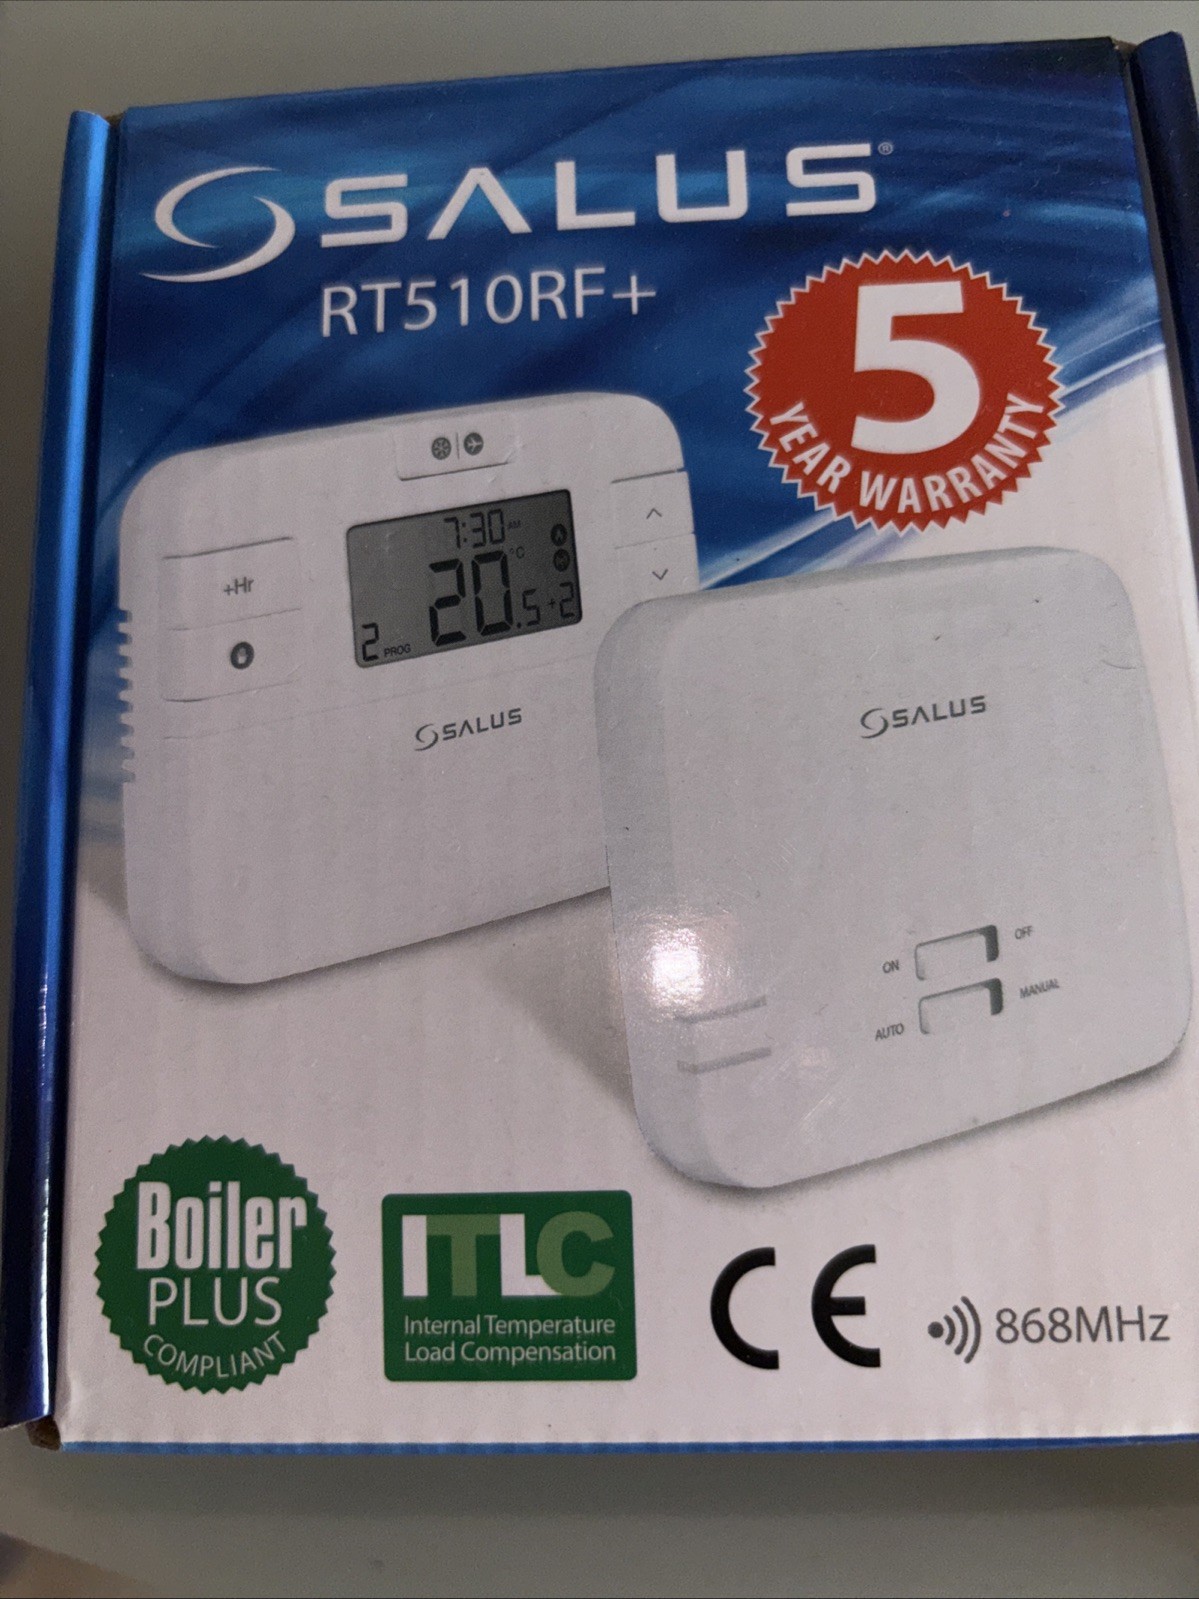 SALUS®
RT510RF+
5
YEAR WARRANTY
7:30 AM
20.5 °C +2
2 PROG
+Hr
SALUS
SALUS
ON OFF
AUTO MANUAL
Boiler
PLUS
COMPLIANT
ITLC
Internal Temperature
Load Compensation
CE
868MHz